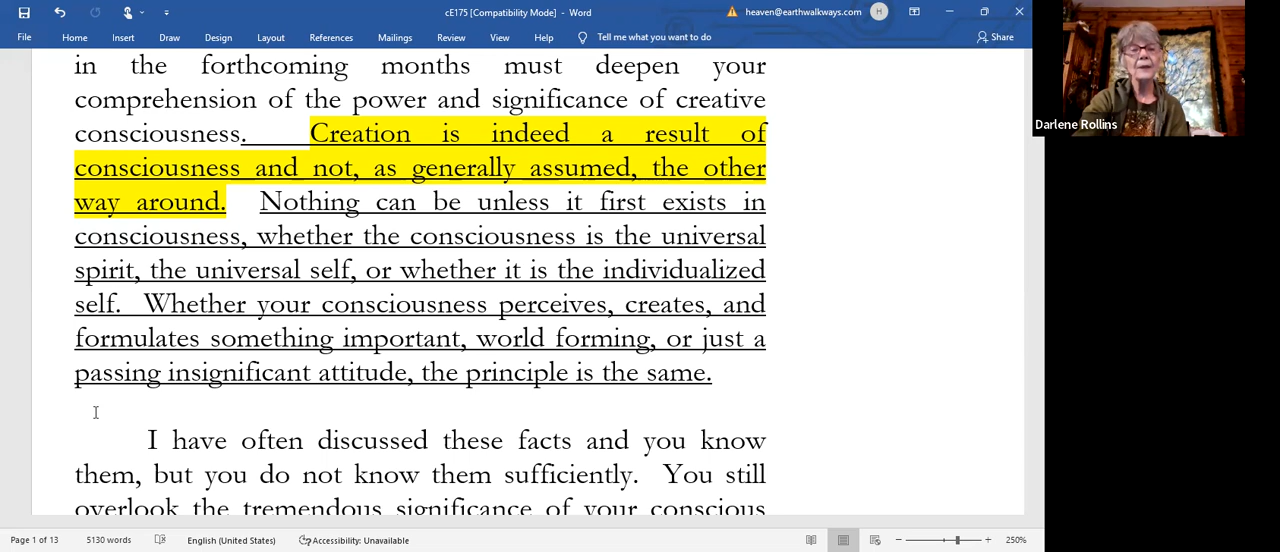 cE175 [Compatibility Mode] - Word
heaven@earthwalkways.com
H
File
Home
Insert
Draw
Design
Layout
References
Mailings
Review
View
Help
Tell me what you want to do
Share
in the forthcoming months must deepen your
comprehension of the power and significance of creative
consciousness. Creation is indeed a result of
consciousness and not, as generally assumed, the other
way around. Nothing can be unless it first exists in
consciousness, whether the consciousness is the universal
spirit, the universal self, or whether it is the individualized
self. Whether your consciousness perceives, creates, and
formulates something important, world forming, or just a
passing insignificant attitude, the principle is the same.
I have often discussed these facts and you know
them, but you do not know them sufficiently. You still
overlook the tremendous significance of your conscious
Darlene Rollins
Page 1 of 13
5130 words
English (United States)
Accessibility: Unavailable
250%